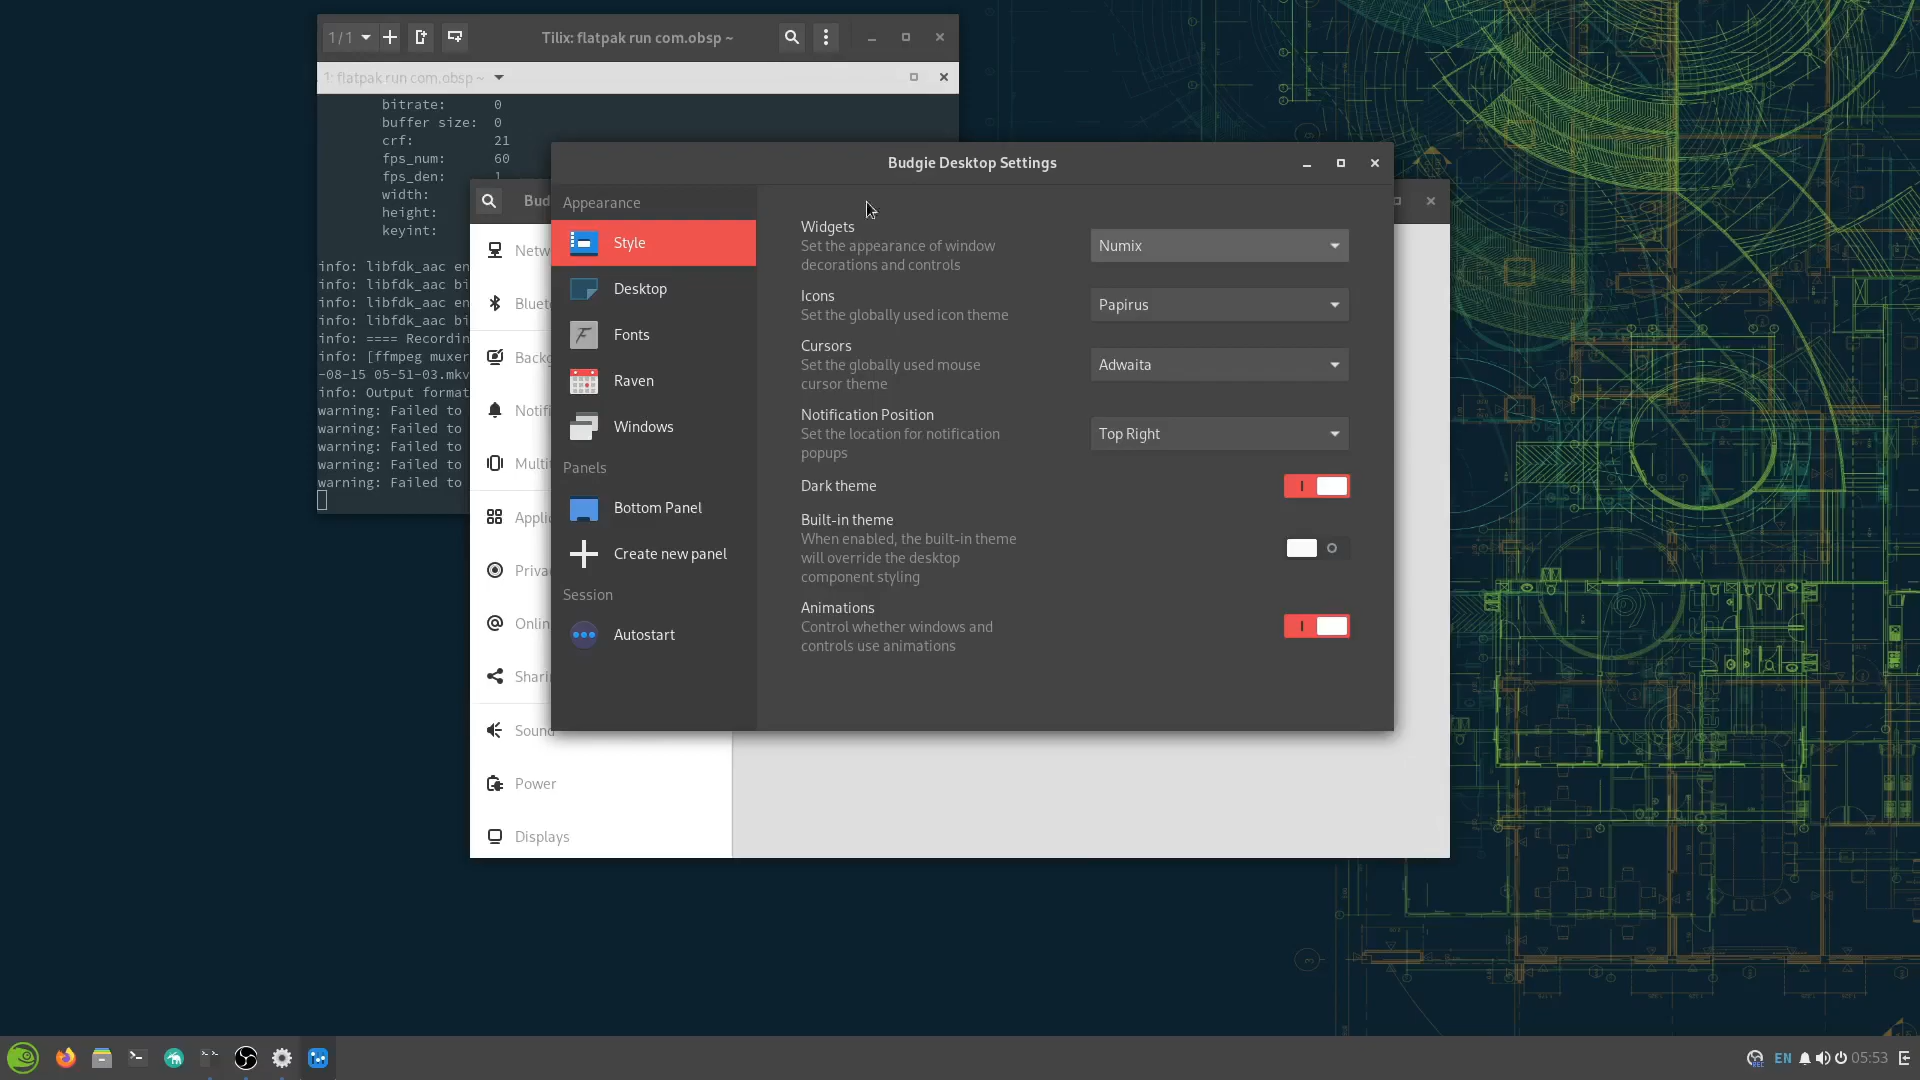 1 / 1
Tilix: flatpak run com.obsp ~
1: flatpak run com.obsp ~
bitrate: 0
buffer size: 0
crf: 21
fps_num: 60
fps_den: 1
width:
height:
keyint:
info: libfdk_aac en
info: libfdk_aac bi
info: libfdk_aac en
info: libfdk_aac bi
info: ==== Recordin
info: [ffmpeg muxer
-08-15 05-51-03.mkv
info: Output format
warning: Failed to
warning: Failed to
warning: Failed to
warning: Failed to
warning: Failed to
Bud
Netw
Bluet
Backg
Notifi
Multit
Applic
Privac
Onlin
Sharin
Sound
Power
Displays
Budgie Desktop Settings
Appearance
Style
Desktop
Fonts
Raven
Windows
Panels
Bottom Panel
Create new panel
Session
Autostart
Widgets
Set the appearance of window
decorations and controls
Numix
Icons
Set the globally used icon theme
Papirus
Cursors
Set the globally used mouse
cursor theme
Adwaita
Notification Position
Set the location for notification
popups
Top Right
Dark theme
Built-in theme
When enabled, the built-in theme
will override the desktop
component styling
Animations
Control whether windows and
controls use animations
EN
05:53